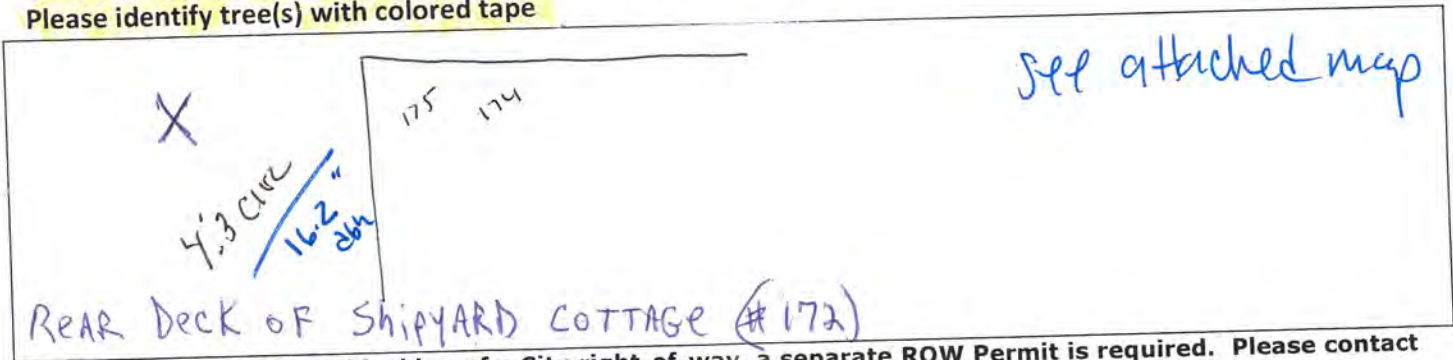 Please identify tree(s) with colored tape
see attached map
X
175 174
4'.3 CIRC
16.2"
dbh
REAR DECK OF SHIPYARD COTTAGE (#172)
right-of-way, a separate ROW Permit is required. Please contact